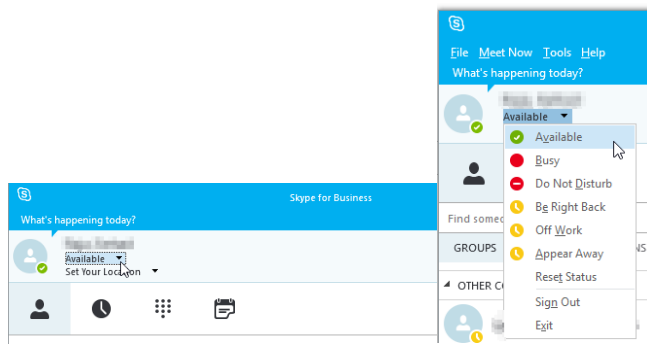 Skype for Business
What's happening today?
Available
Set Your Location
File Meet Now Tools Help
What's happening today?
Available
Available
Busy
Do Not Disturb
Be Right Back
Off Work
Appear Away
Reset Status
Sign Out
Exit
Find someo
GROUPS
NS
OTHER CO